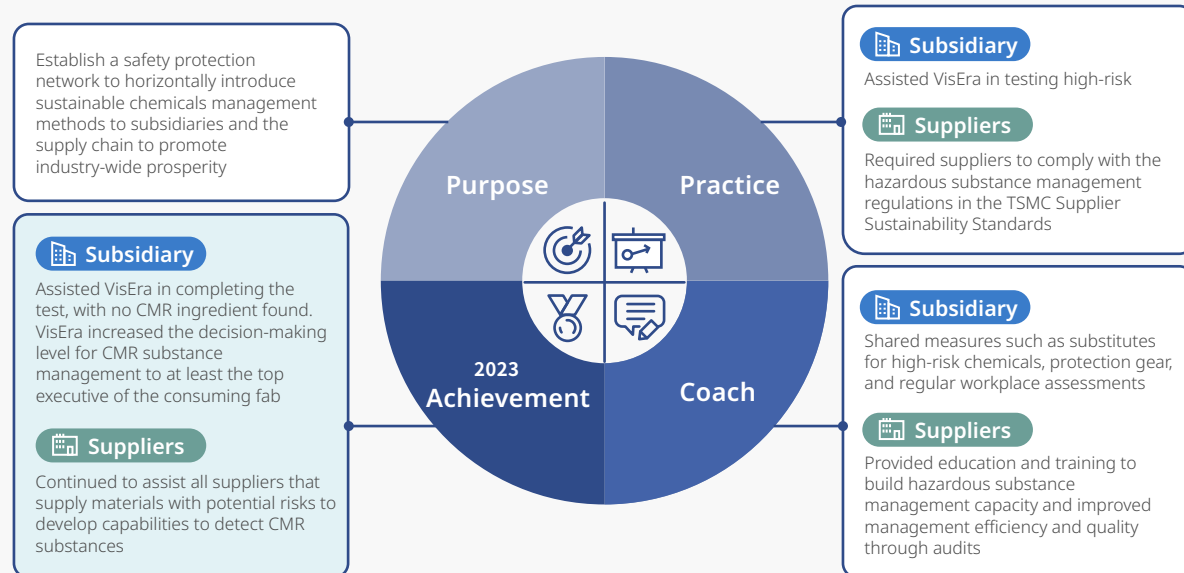 Establish a safety protection
network to horizontally introduce
sustainable chemicals management
methods to subsidiaries and the
supply chain to promote
industry-wide prosperity
Purpose
Practice
Subsidiary
Assisted VisEra in testing high-risk
Suppliers
Required suppliers to comply with the
hazardous substance management
regulations in the TSMC Supplier
Sustainability Standards
Subsidiary
Assisted VisEra in completing the
test, with no CMR ingredient found.
VisEra increased the decision-making
level for CMR substance
management to at least the top
executive of the consuming fab
Suppliers
Continued to assist all suppliers that
supply materials with potential risks to
develop capabilities to detect CMR
substances
2023
Achievement
Coach
Subsidiary
Shared measures such as substitutes
for high-risk chemicals, protection gear,
and regular workplace assessments
Suppliers
Provided education and training to
build hazardous substance
management capacity and improved
management efficiency and quality
through audits